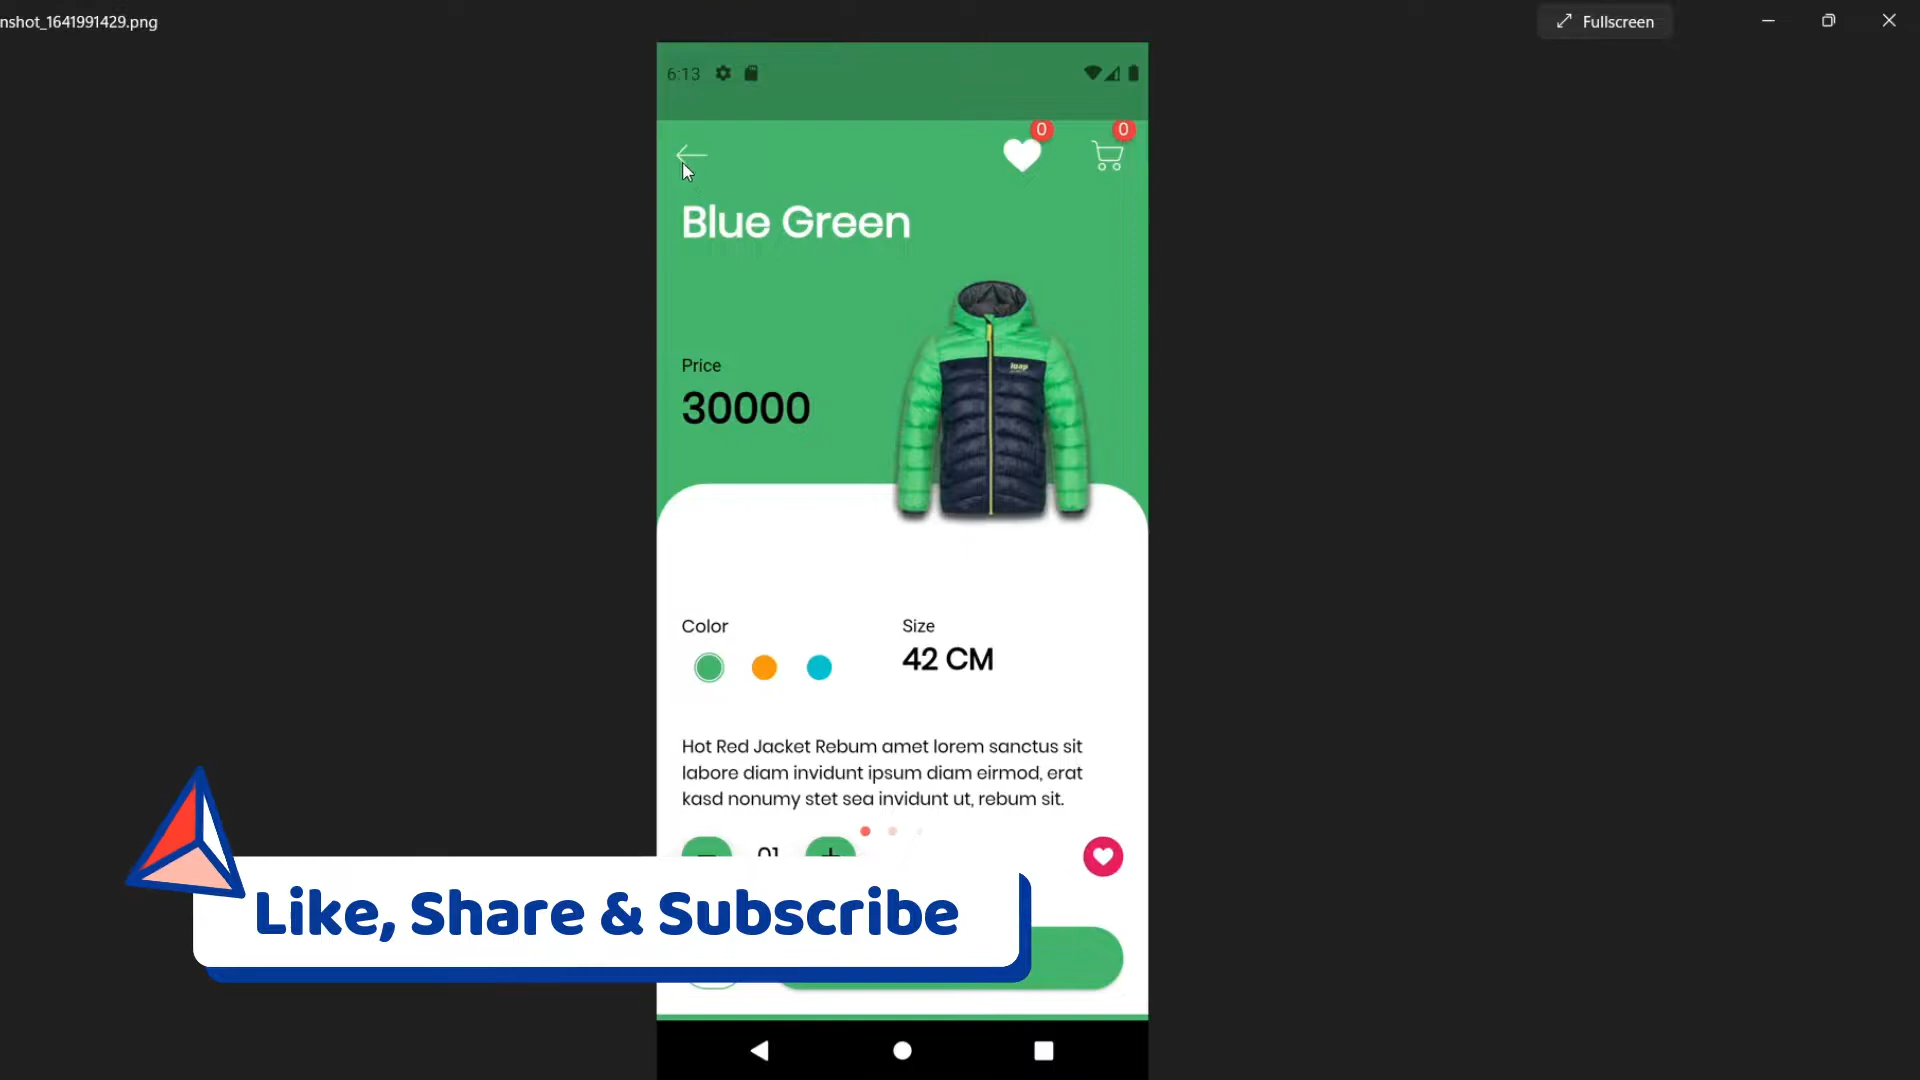 nshot_1641991429.png
Fullscreen
6:13
0
0
Blue Green
Price
30000
loap
Color
Size
42 CM
Hot Red Jacket Rebum amet lorem sanctus sit
labore diam invidunt ipsum diam eirmod, erat
kasd nonumy stet sea invidunt ut, rebum sit.
01
Like, Share & Subscribe